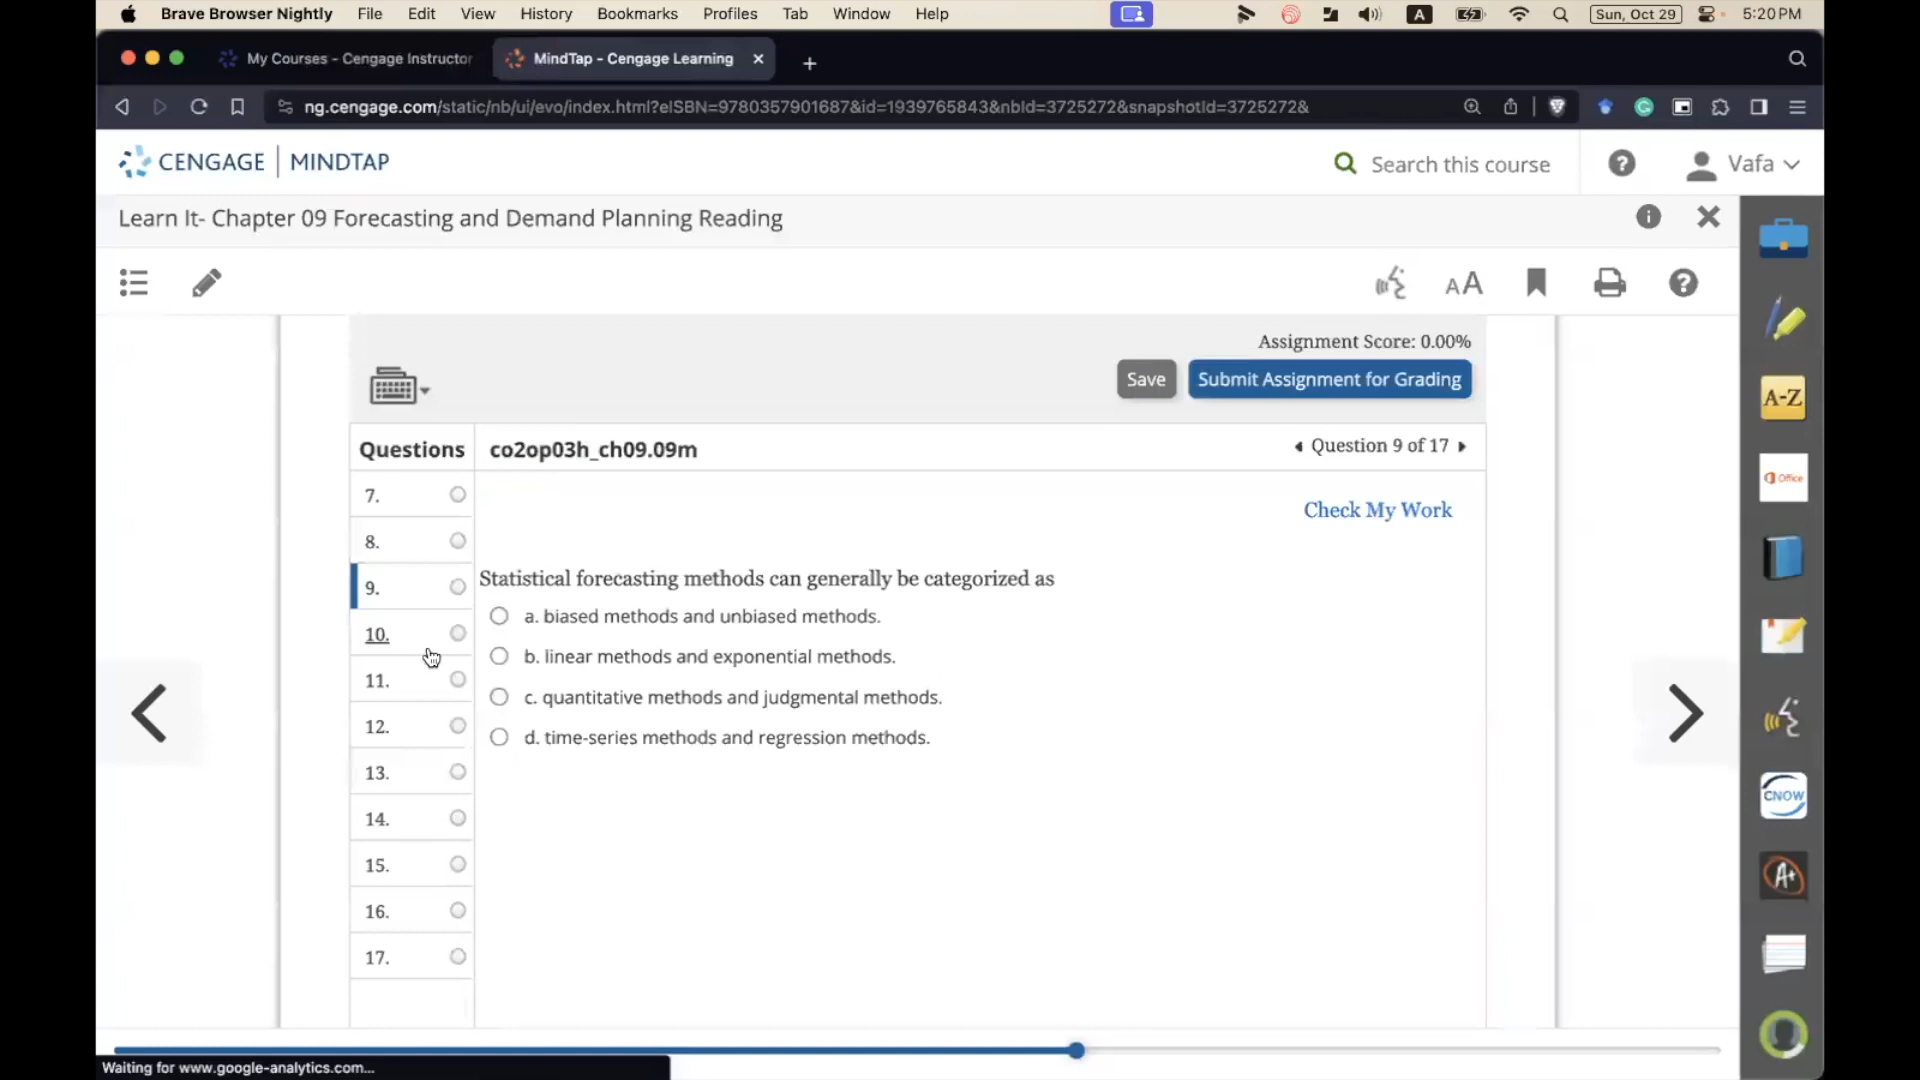 Brave Browser Nightly File Edit View History Bookmarks Profiles Tab Window Help A Sun, Oct 29 5:20 PM
My Courses - Cengage Instructor MindTap - Cengage Learning
ng.cengage.com/static/nb/ui/evo/index.html?eISBN=9780357901687&id=1939765843&nbId=3725272&snapshotId=3725272&
CENGAGE | MINDTAP Search this course Vafa
Learn It- Chapter 09 Forecasting and Demand Planning Reading
AA
Assignment Score: 0.00%
Save Submit Assignment for Grading
Questions co2op03h_ch09.09m Question 9 of 17
7.
Check My Work
8.
9.
Statistical forecasting methods can generally be categorized as
a. biased methods and unbiased methods.
10.
b. linear methods and exponential methods.
11.
c. quantitative methods and judgmental methods.
12.
d. time-series methods and regression methods.
13.
14.
15.
16.
17.
A-Z
Office
CNOW
A+
Waiting for www.google-analytics.com...